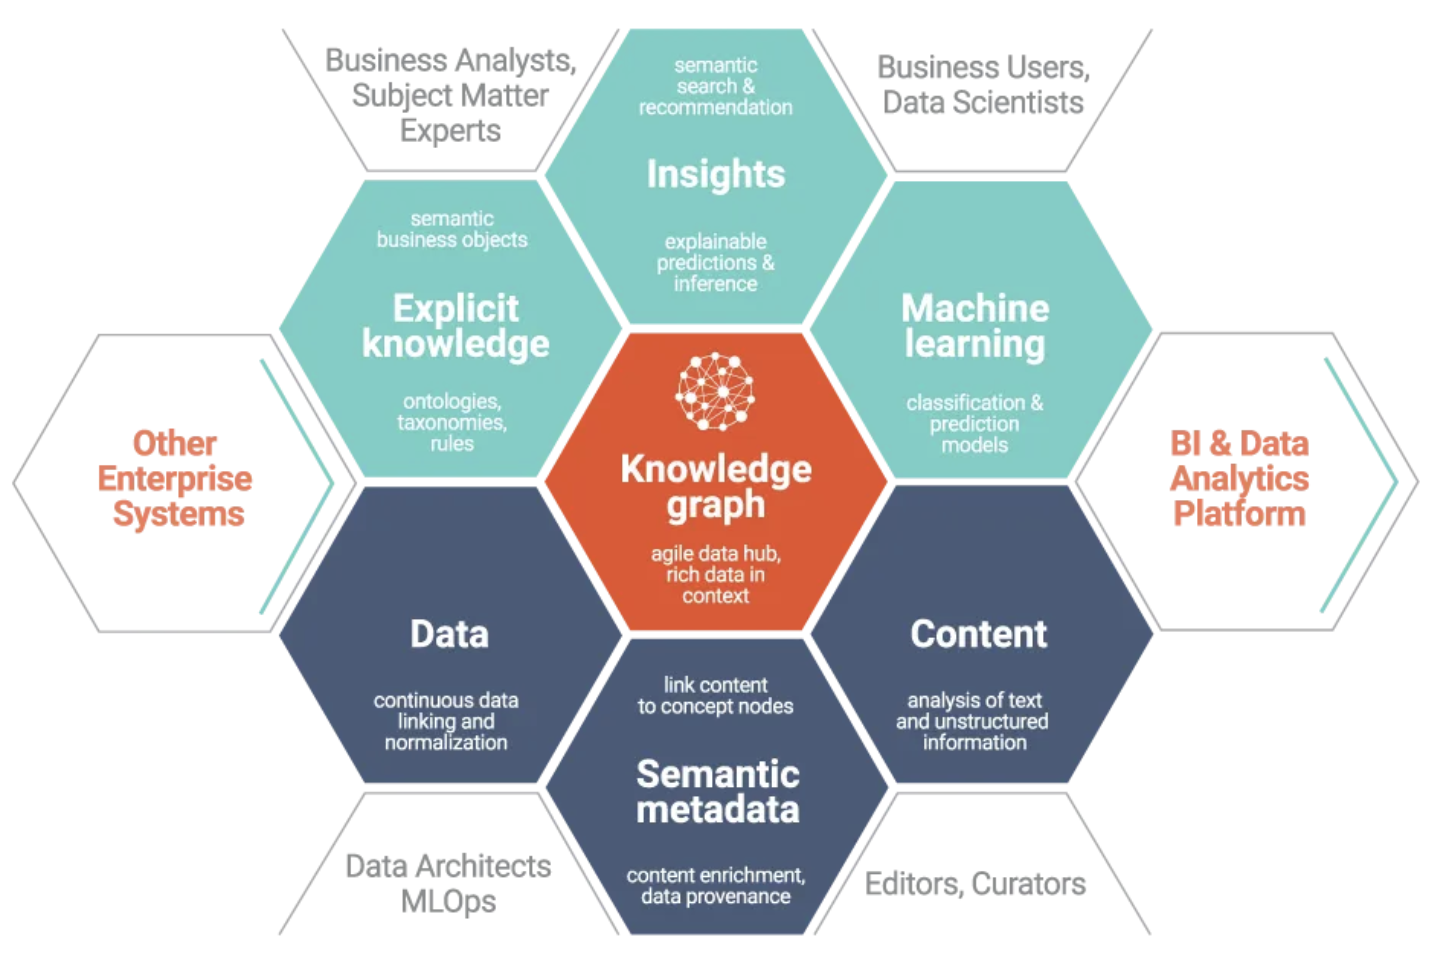 Business Analysts,
Subject Matter
Experts
semantic
search &
recommendation
Insights
explainable
predictions &
inference
Business Users,
Data Scientists
semantic
business objects
Explicit
knowledge
ontologies,
taxonomies,
rules
Machine
learning
classification &
prediction
models
Other
Enterprise
Systems
Knowledge
graph
agile data hub,
rich data in
context
BI & Data
Analytics
Platform
Data
continuous data
linking and
normalization
link content
to concept nodes
Semantic
metadata
content enrichment,
data provenance
Content
analysis of text
and unstructured
information
Data Architects
MLOps
Editors, Curators